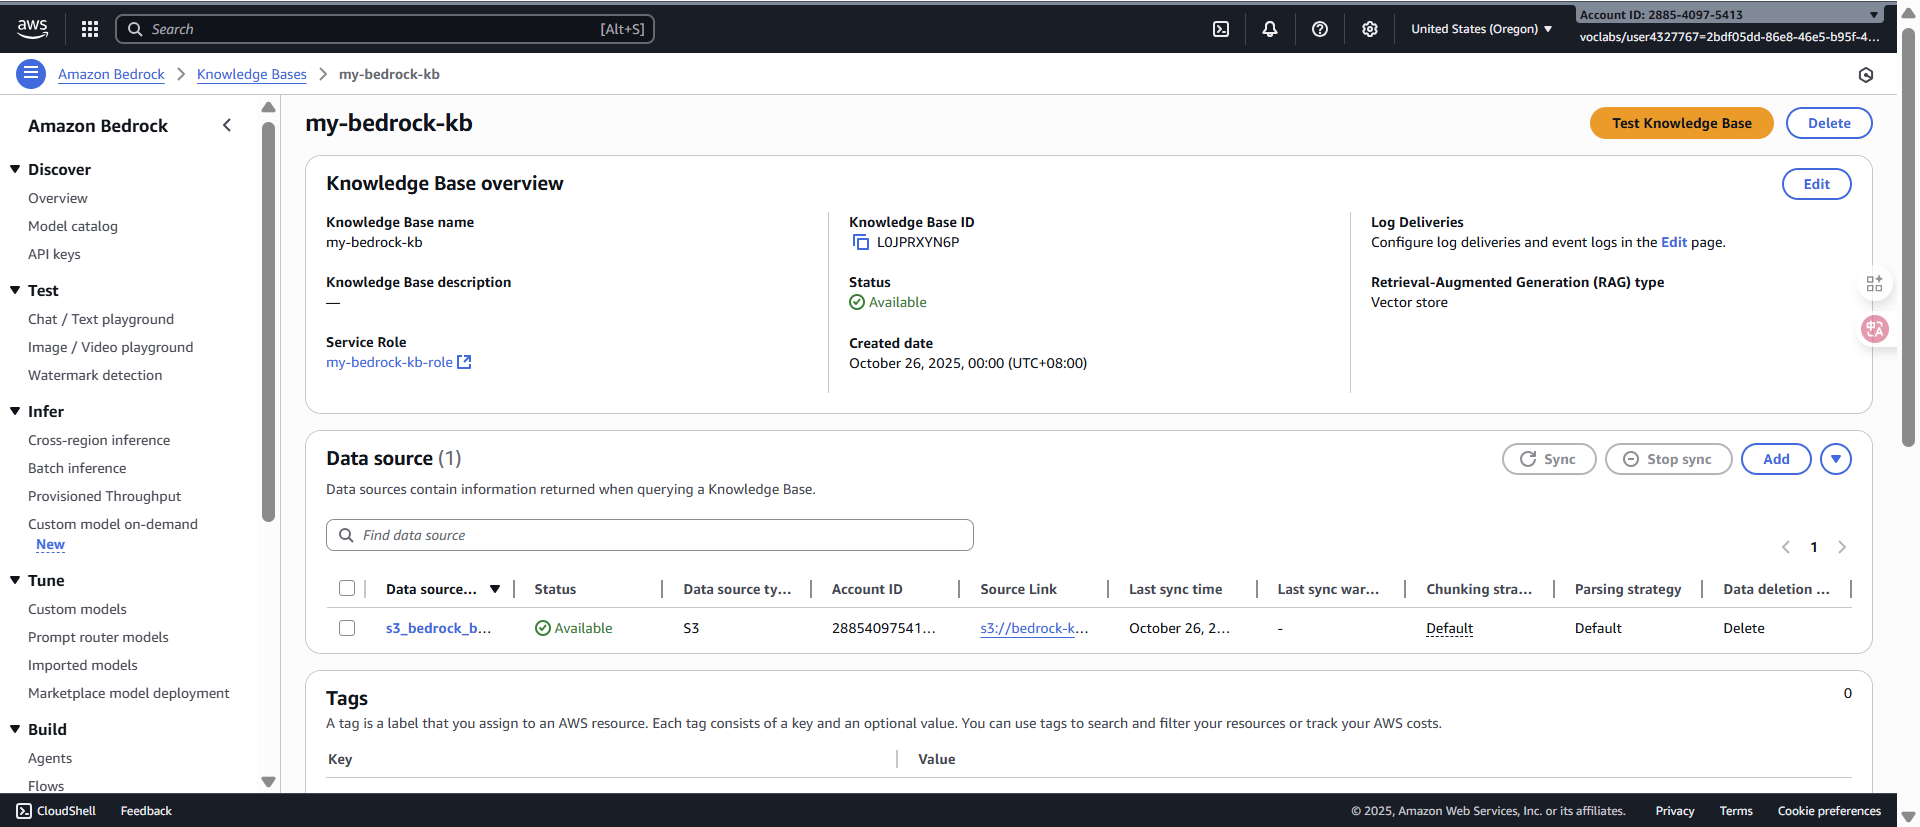 aws
Search
[Alt+S]
United States (Oregon)
Account ID: 2885-4097-5413
voclabs/user4327767=2bdf05dd-86e8-46e5-b95f-4...
Amazon Bedrock
Knowledge Bases
my-bedrock-kb
Amazon Bedrock
Discover
Overview
Model catalog
API keys
Test
Chat / Text playground
Image / Video playground
Watermark detection
Infer
Cross-region inference
Batch inference
Provisioned Throughput
Custom model on-demand
New
Tune
Custom models
Prompt router models
Imported models
Marketplace model deployment
Build
Agents
Flows
my-bedrock-kb
Test Knowledge Base
Delete
Knowledge Base overview
Edit
Knowledge Base name
my-bedrock-kb
Knowledge Base description
—
Service Role
my-bedrock-kb-role
Knowledge Base ID
L0JPRXYN6P
Status
Available
Created date
October 26, 2025, 00:00 (UTC+08:00)
Log Deliveries
Configure log deliveries and event logs in the Edit page.
Retrieval-Augmented Generation (RAG) type
Vector store
Data source (1)
Sync
Stop sync
Add
Data sources contain information returned when querying a Knowledge Base.
Find data source
1
Data source... Status Data source ty... Account ID Source Link Last sync time Last sync war... Chunking stra... Parsing strategy Data deletion ...
s3_bedrock_b... Available S3 28854097541... s3://bedrock-k... October 26, 2... - Default Default Delete
Tags
0
A tag is a label that you assign to an AWS resource. Each tag consists of a key and an optional value. You can use tags to search and filter your resources or track your AWS costs.
Key Value
CloudShell
Feedback
© 2025, Amazon Web Services, Inc. or its affiliates.
Privacy
Terms
Cookie preferences